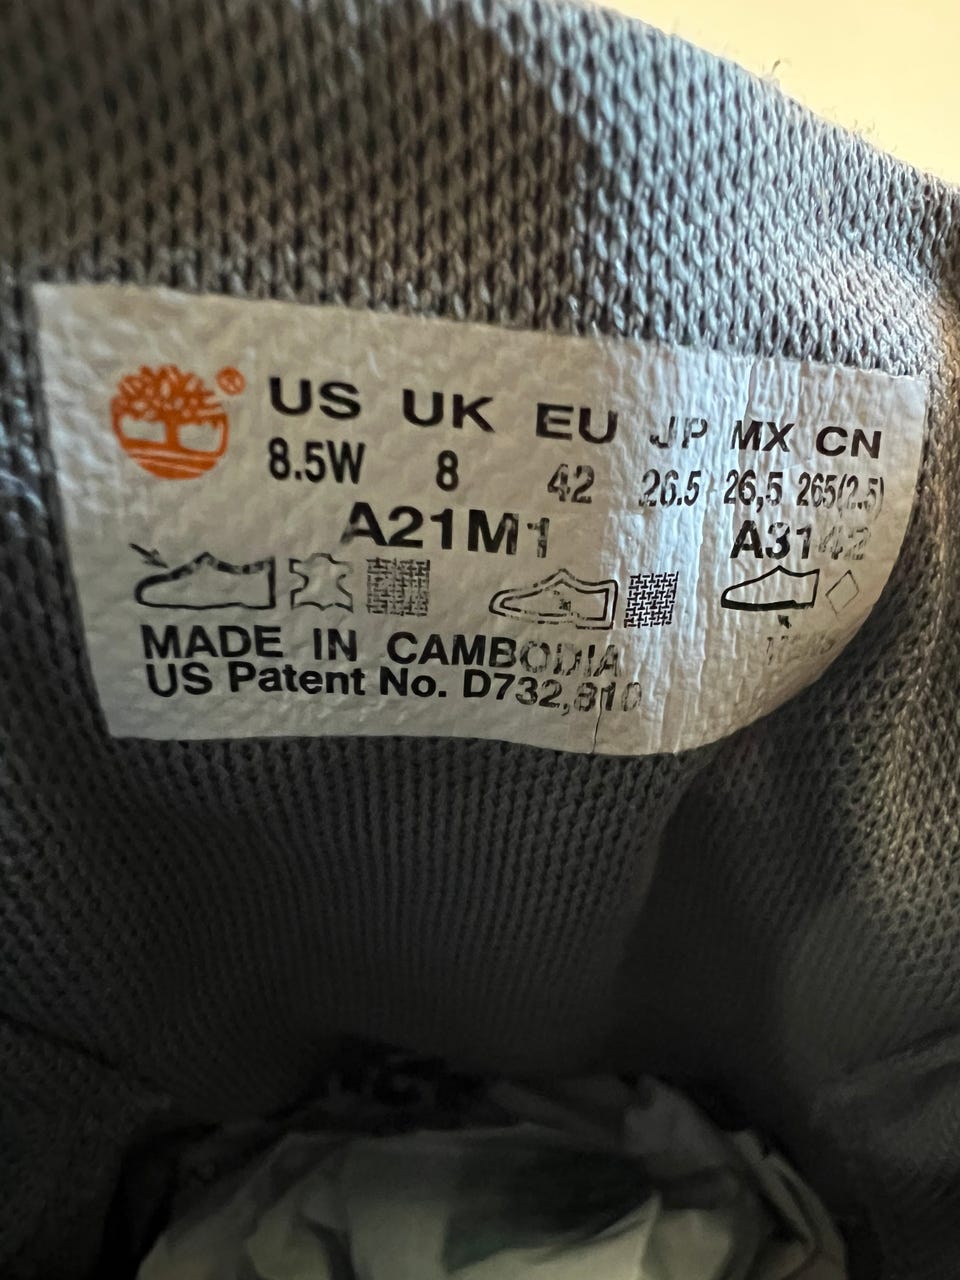 ® US UK EU JP MX CN
8.5W 8 42 26.5 26,5 265(2.5)
A21M1
MADE IN CAMBODIA
US Patent No. D732,810